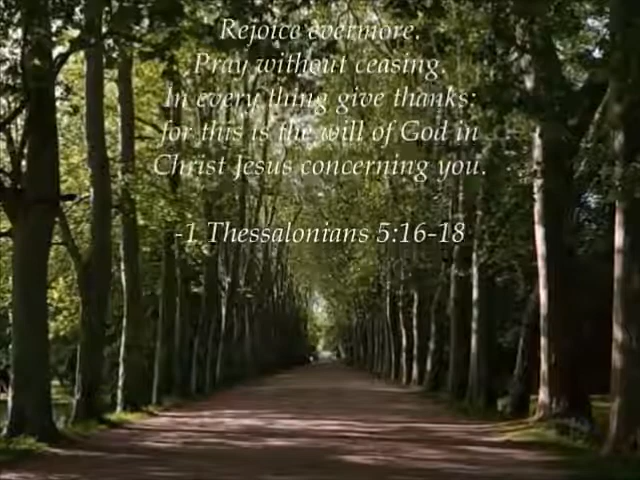 Rejoice evermore.
Pray without ceasing.
In every thing give thanks:
for this is the will of God in
Christ Jesus concerning you.
-1 Thessalonians 5:16-18